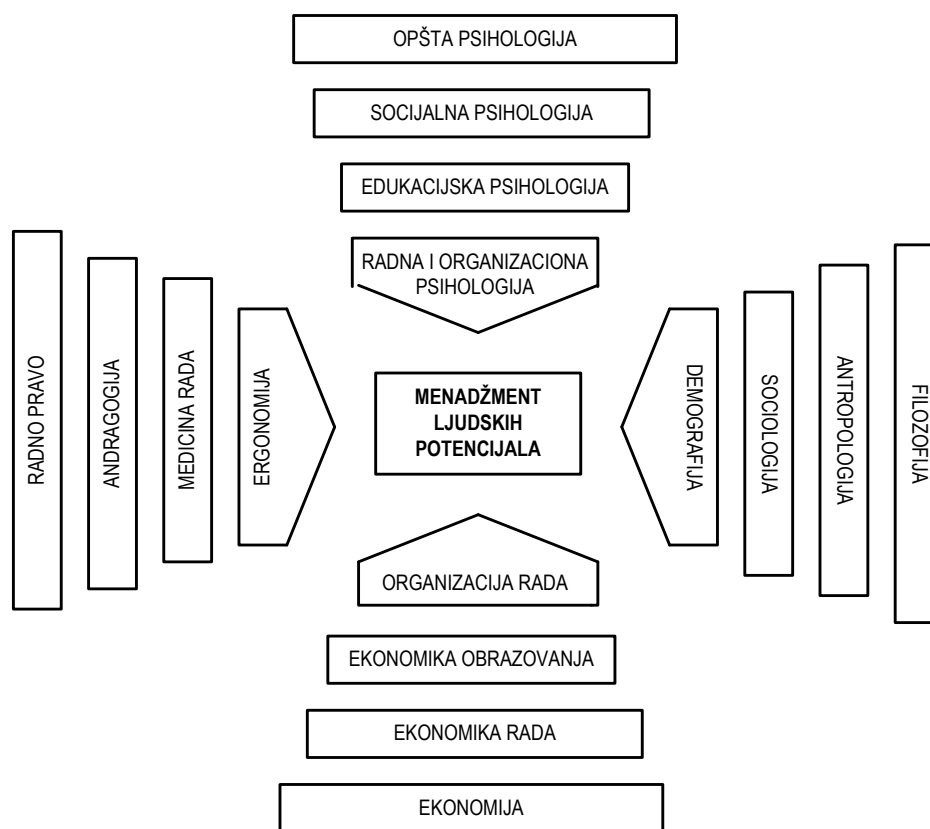 OPŠTA PSIHOLOGIJA
SOCIJALNA PSIHOLOGIJA
EDUKACIJSKA PSIHOLOGIJA
RADNA I ORGANIZACIONA
PSIHOLOGIJA
RADNO PRAVO
ANDRAGOGIJA
MEDICINA RADA
ERGONOMIJA
MENADŽMENT
LJUDSKIH
POTENCIJALA
DEMOGRAFIJA
SOCIOLOGIJA
ANTROPOLOGIJA
FILOZOFIJA
ORGANIZACIJA RADA
EKONOMIKA OBRAZOVANJA
EKONOMIKA RADA
EKONOMIJA